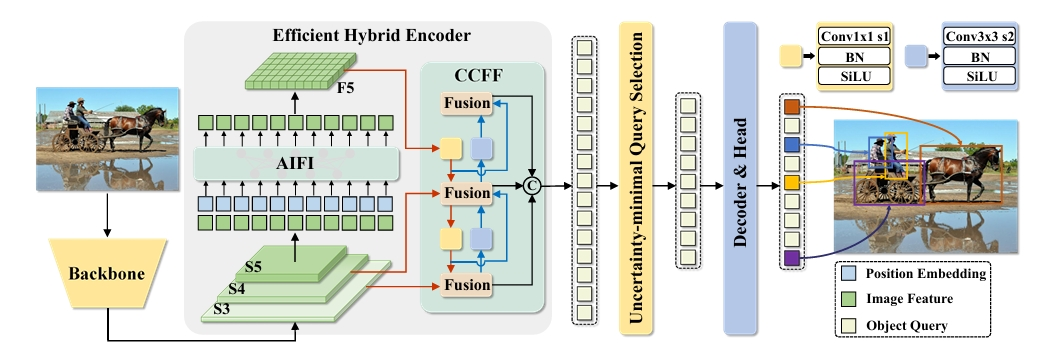 Efficient Hybrid Encoder
F5
CCFF
Fusion
AIFI
Fusion
C
S5
S4
S3
Fusion
Backbone
Uncertainty-minimal Query Selection
Decoder & Head
Conv1x1 s1
BN
SiLU
Conv3x3 s2
BN
SiLU
Position Embedding
Image Feature
Object Query